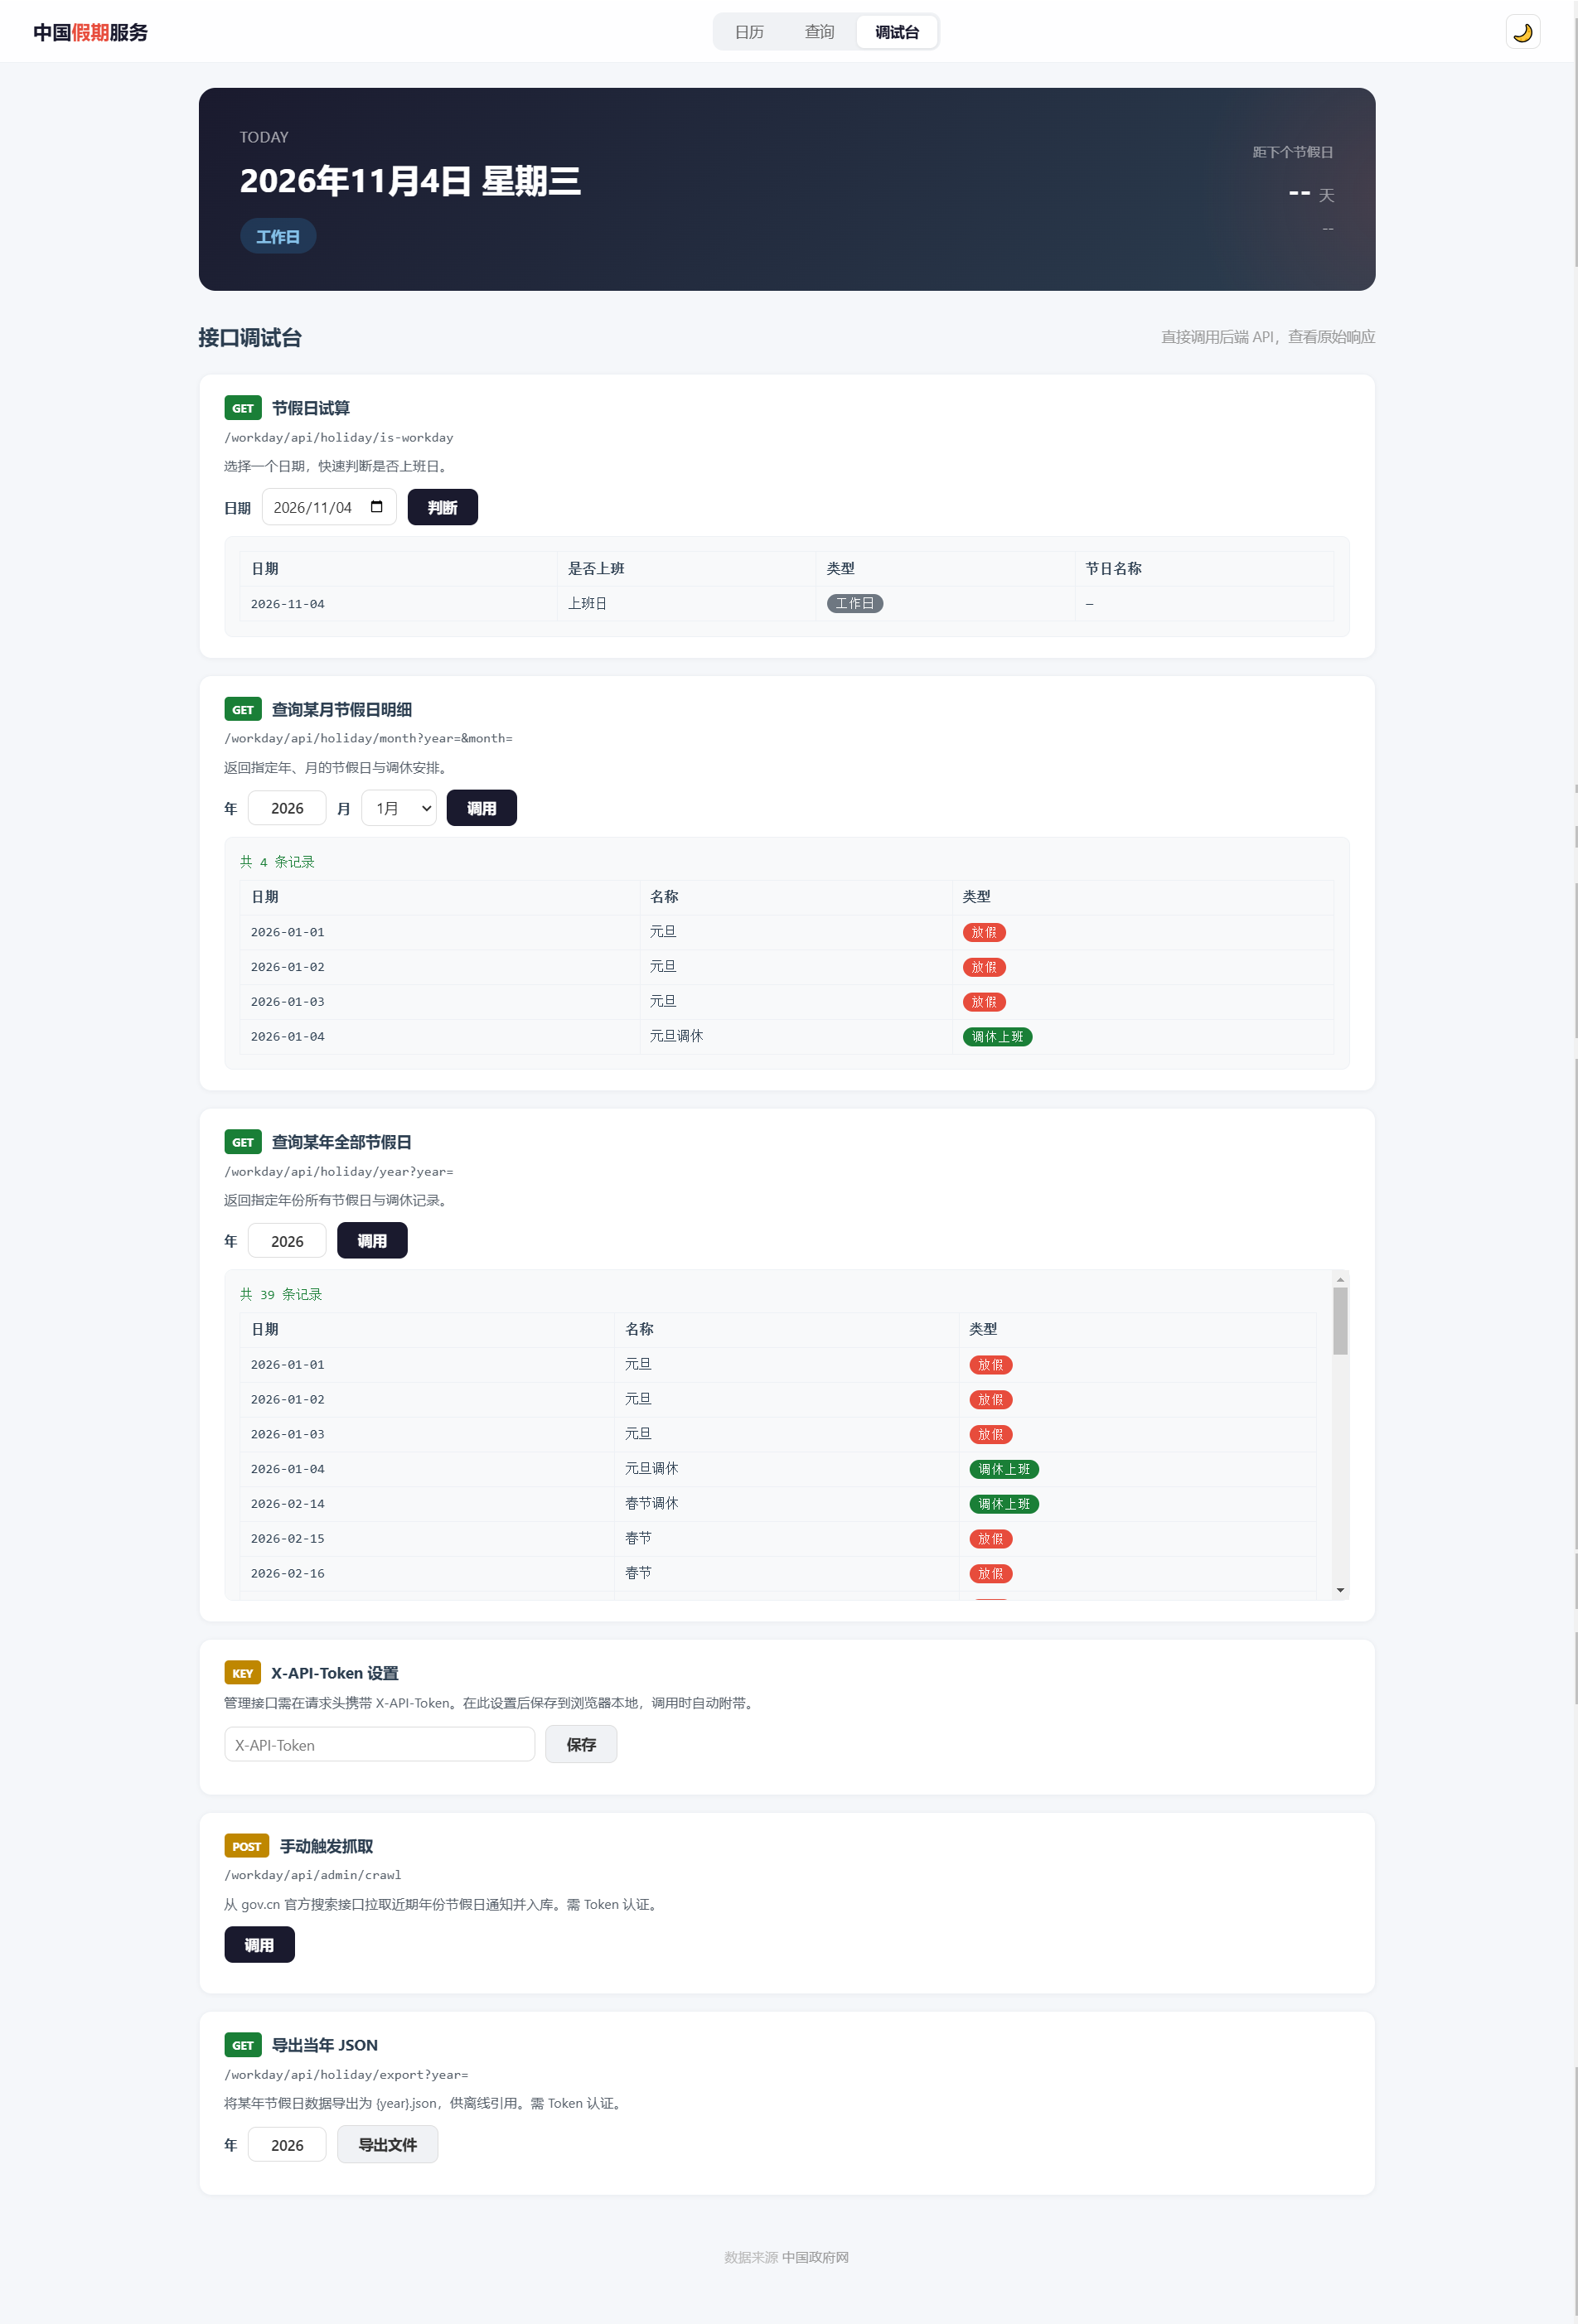 中国假期服务
日历 查询 调试台
TODAY
2026年11月4日 星期三
工作日
距下个节假日
-- 天
--
接口调试台
直接调用后端 API，查看原始响应
GET 节假日试算
/workday/api/holiday/is-workday
选择一个日期，快速判断是否上班日。
日期 2026/11/04 判断
日期 是否上班 类型 节日名称
2026-11-04 上班日 工作日 —
GET 查询某月节假日明细
/workday/api/holiday/month?year=&month=
返回指定年、月的节假日与调休安排。
年 2026 月 1月 调用
共 4 条记录
日期 名称 类型
2026-01-01 元旦 放假
2026-01-02 元旦 放假
2026-01-03 元旦 放假
2026-01-04 元旦调休 调休上班
GET 查询某年全部节假日
/workday/api/holiday/year?year=
返回指定年份所有节假日与调休记录。
年 2026 调用
共 39 条记录
日期 名称 类型
2026-01-01 元旦 放假
2026-01-02 元旦 放假
2026-01-03 元旦 放假
2026-01-04 元旦调休 调休上班
2026-02-14 春节调休 调休上班
2026-02-15 春节 放假
2026-02-16 春节 放假
KEY X-API-Token 设置
管理接口需在请求头携带 X-API-Token。在此设置后保存到浏览器本地，调用时自动附带。
X-API-Token 保存
POST 手动触发抓取
/workday/api/admin/crawl
从 gov.cn 官方搜索接口拉取近期年份节假日通知并入库。需 Token 认证。
调用
GET 导出当年 JSON
/workday/api/holiday/export?year=
将某年节假日数据导出为 {year}.json，供离线引用。需 Token 认证。
年 2026 导出文件
数据来源 中国政府网